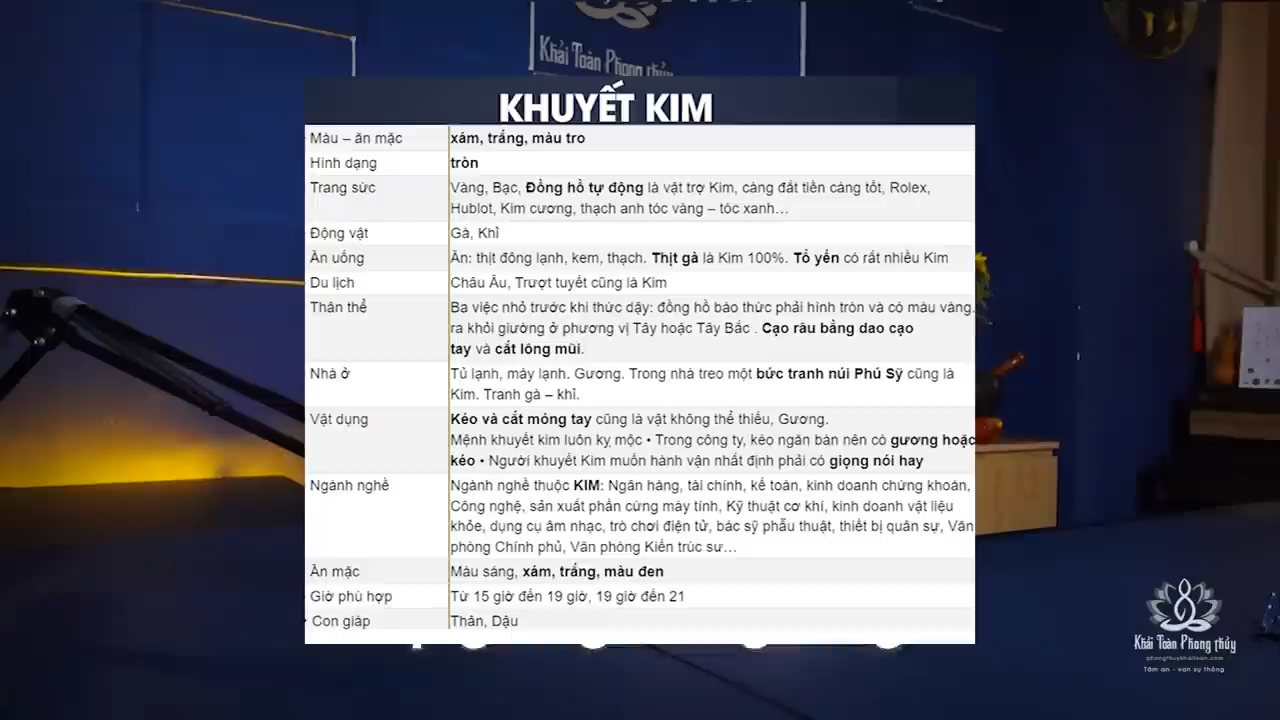 Khải Toàn Phong thủy
KHUYẾT KIM
Màu – ăn mặc xám, trắng, màu tro
Hình dạng tròn
Trang sức Vàng, Bạc, Đồng hồ tự động là vật trợ Kim, càng đắt tiền càng tốt, Rolex,
Hublot, Kim cương, thạch anh tóc vàng – tóc xanh…
Động vật Gà, Khỉ
Ăn uống Ăn: thịt đông lạnh, kem, thạch. Thịt gà là Kim 100%. Tổ yến có rất nhiều Kim
Du lịch Châu Âu, Trượt tuyết cũng là Kim
Thân thể Ba việc nhỏ trước khi thức dậy: đồng hồ báo thức phải hình tròn và có màu vàng.
ra khỏi giường ở phương vị Tây hoặc Tây Bắc . Cạo râu bằng dao cạo
tay và cắt lông mũi.
Nhà ở Tủ lạnh, máy lạnh. Gương. Trong nhà treo một bức tranh núi Phú Sỹ cũng là
Kim. Tranh gà – khỉ.
Vật dụng Kéo và cắt móng tay cũng là vật không thể thiếu, Gương.
Mệnh khuyết kim luôn kỵ mộc • Trong công ty, kéo ngăn bàn nên có gương hoặc
kéo • Người khuyết Kim muốn hành vận nhất định phải có giọng nói hay
Ngành nghề Ngành nghề thuộc KIM: Ngân hàng, tài chính, kế toán, kinh doanh chứng khoán,
Công nghệ, sản xuất phần cứng máy tính, Kỹ thuật cơ khí, kinh doanh vật liệu
khỏe, dụng cụ âm nhạc, trò chơi điện tử, bác sỹ phẫu thuật, thiết bị quân sự, Văn
phòng Chính phủ, Văn phòng Kiến trúc sư…
Ăn mặc Màu sáng, xám, trắng, màu đen
Giờ phù hợp Từ 15 giờ đến 19 giờ, 19 giờ đến 21
• Con giáp Thân, Dậu
Khải Toàn Phong thủy
phongthuykhaitoan.com
Tâm an - vạn sự thông